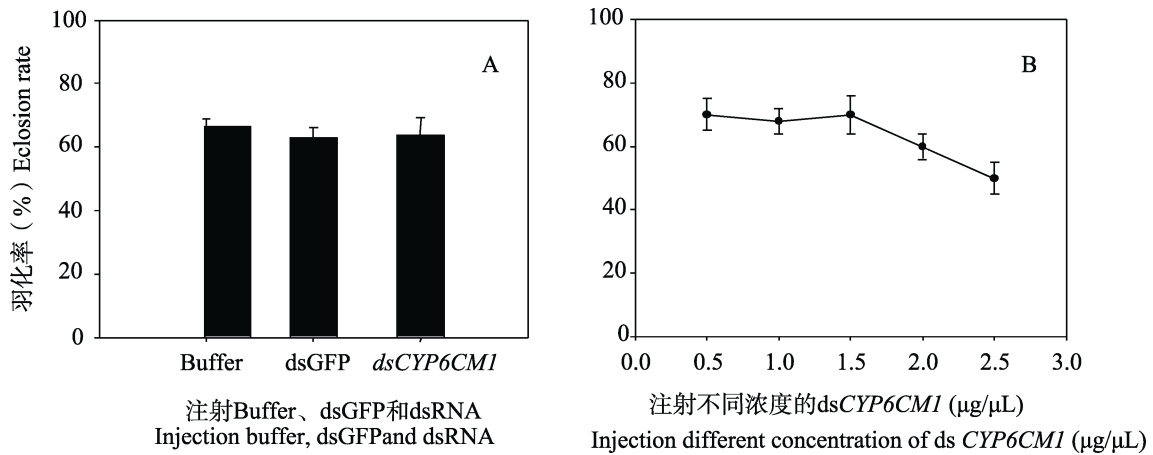 羽化率（%）Eclosion rate
100
80
60
40
20
0
A
Buffer
dsGFP
dsCYP6CM1
注射Buffer、dsGFP和dsRNA
Injection buffer, dsGFPand dsRNA
100
80
60
40
20
0
B
0.0
0.5
1.0
1.5
2.0
2.5
3.0
注射不同浓度的dsCYP6CM1 (μg/μL)
Injection different concentration of ds CYP6CM1 (μg/μL)